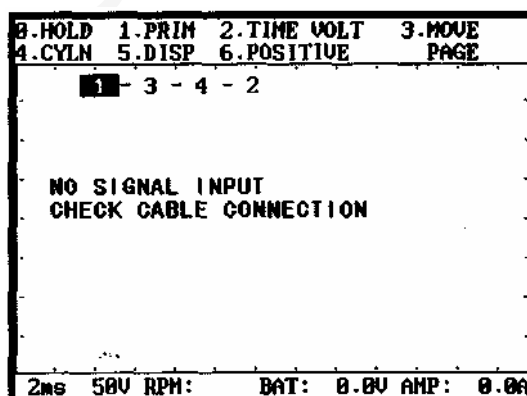 0.HOLD 1.PRIM 2.TIME VOLT 3.MOVE
4.CYLN 5.DISP 6.POSITIVE PAGE
1 - 3 - 4 - 2
NO SIGNAL INPUT
CHECK CABLE CONNECTION
2ms 50V RPM: BAT: 0.0V AMP: 0.0A